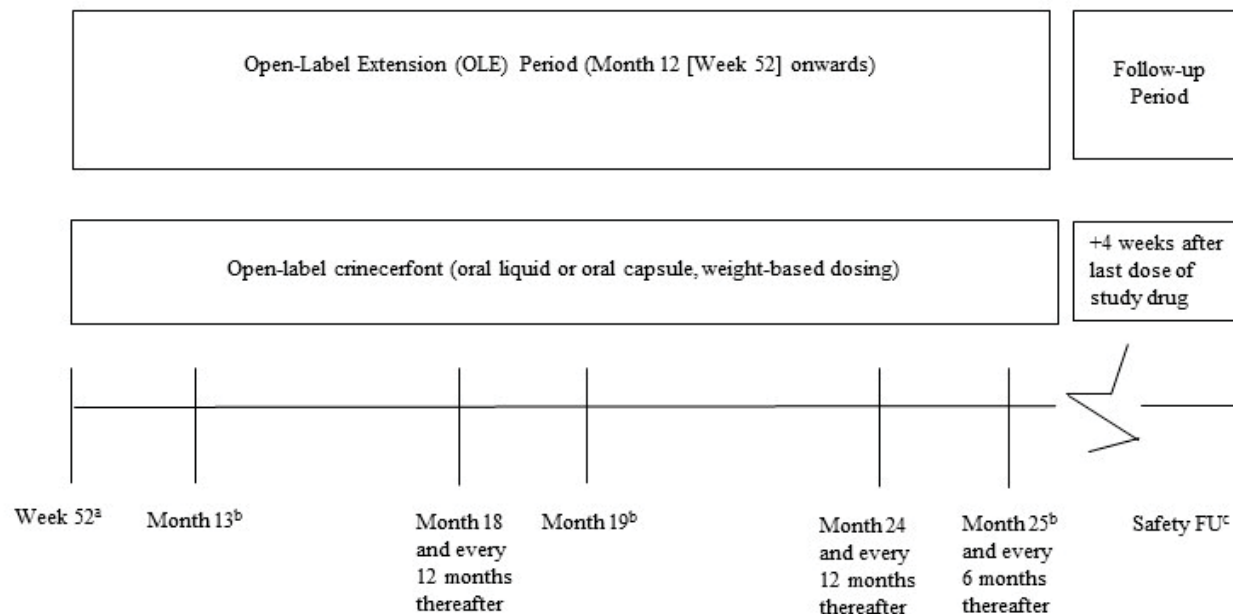 Open-Label Extension (OLE) Period (Month 12 [Week 52] onwards)
Follow-up
Period
Open-label crinecerfont (oral liquid or oral capsule, weight-based dosing)
+4 weeks after
last dose of
study drug
Week 52ᵃ
Month 13ᵇ
Month 18
and every
12 months
thereafter
Month 19ᵇ
Month 24
and every
12 months
thereafter
Month 25ᵇ
and every
6 months
thereafter
Safety FUᶜ